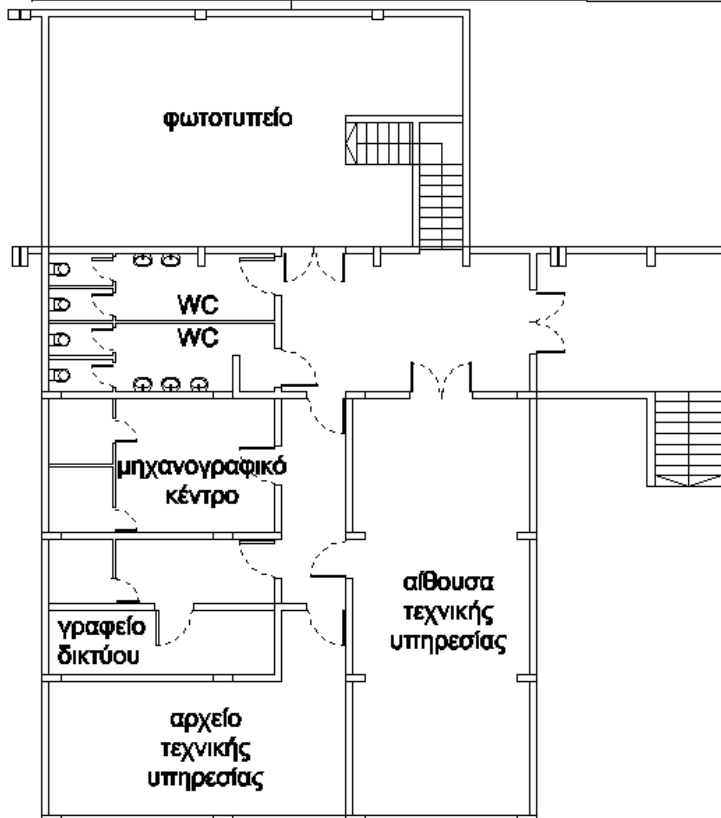 φωτοτυπείο
WC
WC
μηχανογραφικό
κέντρο
αίθουσα
τεχνικής
υπηρεσίας
γραφείο
δικτύου
αρχείο
τεχνικής
υπηρεσίας